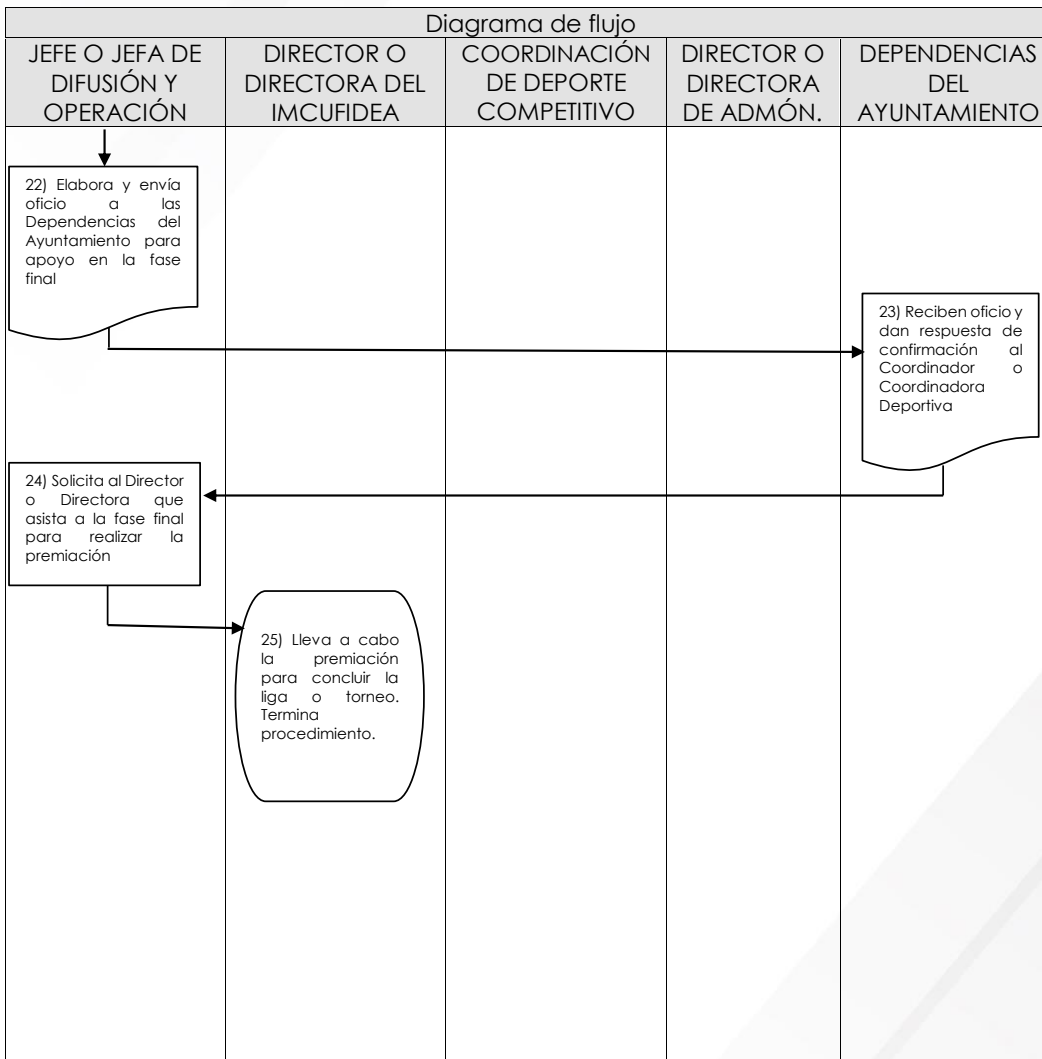 Diagrama de flujo
JEFE O JEFA DE
DIFUSIÓN Y
OPERACIÓN
DIRECTOR O
DIRECTORA DEL
IMCUFIDEA
COORDINACIÓN
DE DEPORTE
COMPETITIVO
DIRECTOR O
DIRECTORA
DE ADMÓN.
DEPENDENCIAS
DEL
AYUNTAMIENTO
22) Elabora y envía
oficio a las
Dependencias del
Ayuntamiento para
apoyo en la fase
final
23) Reciben oficio y
dan respuesta de
confirmación al
Coordinador o
Coordinadora
Deportiva
24) Solicita al Director
o Directora que
asista a la fase final
para realizar la
premiación
25) Lleva a cabo
la premiación
para concluir la
liga o torneo.
Termina
procedimiento.